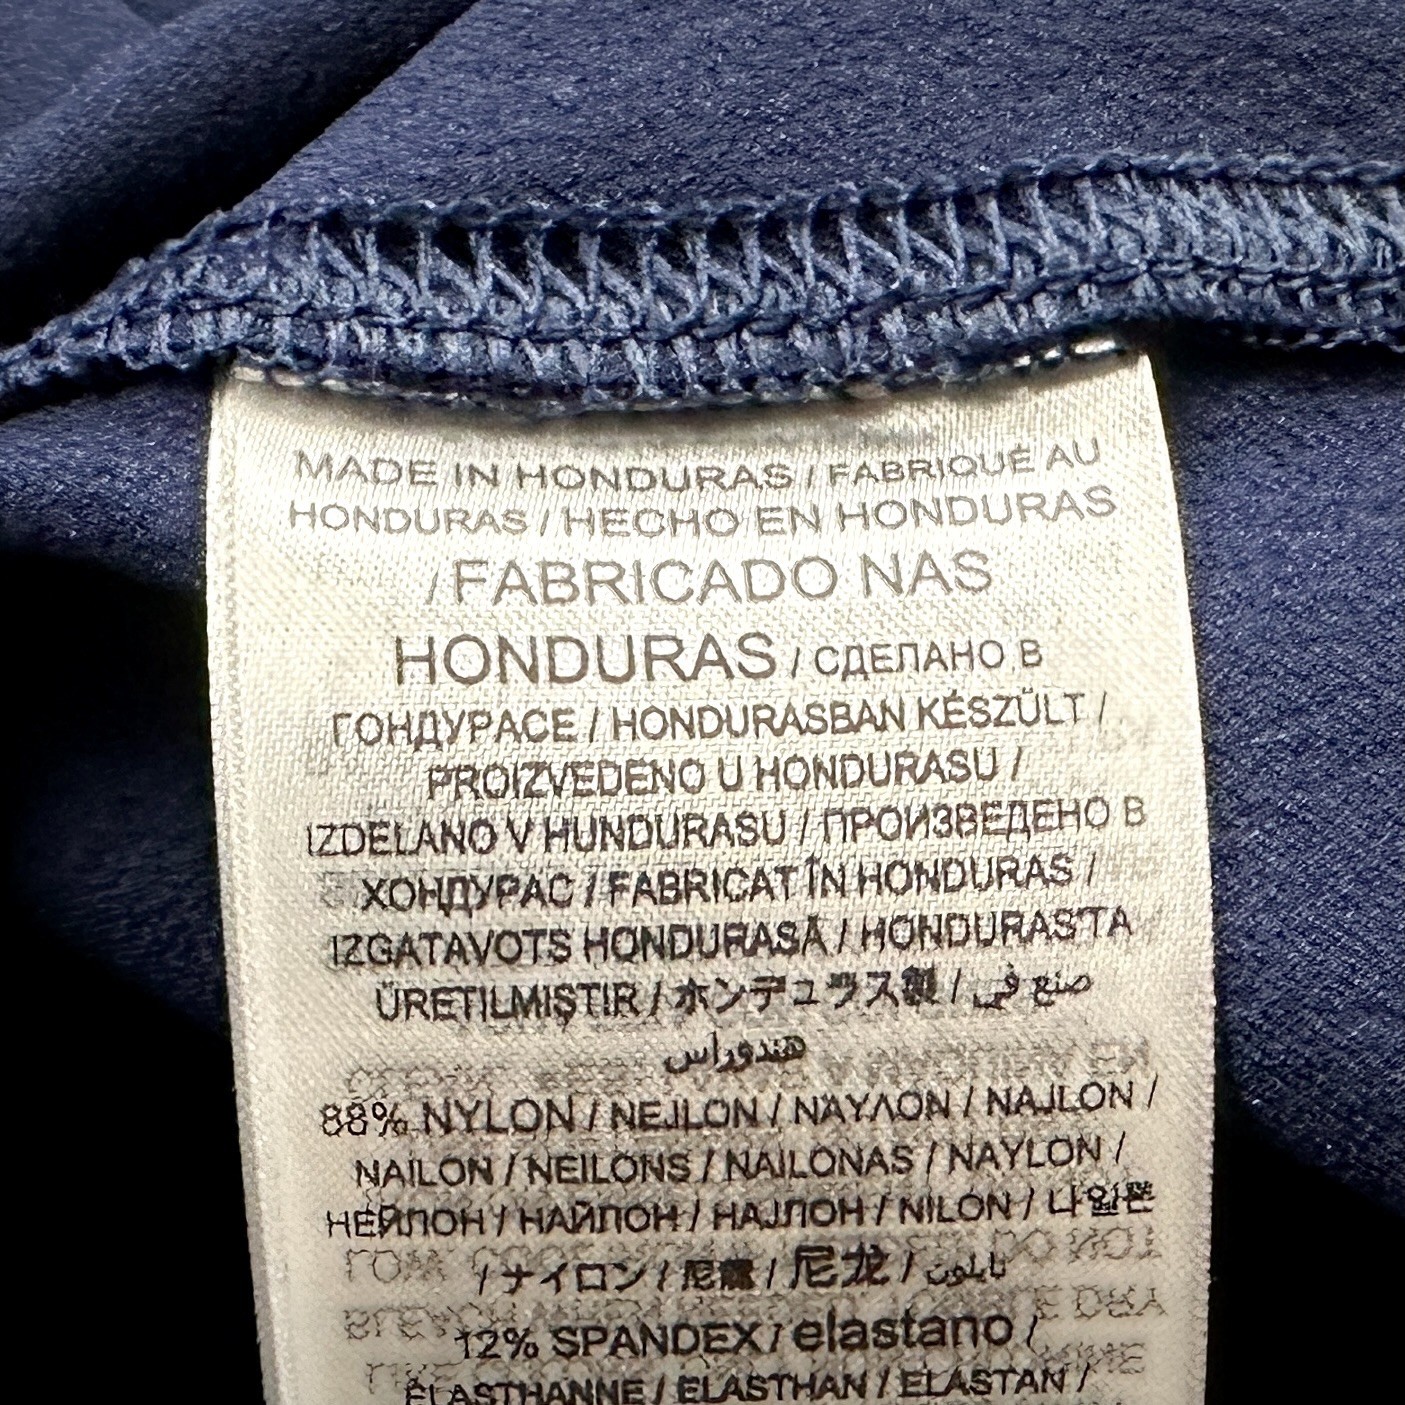 MADE IN HONDURAS / FABRIQUÉ AU
HONDURAS / HECHO EN HONDURAS
/ FABRICADO NAS
HONDURAS / СДЕЛАНО В
ГОНДУРАСЕ / HONDURASBAN KÉSZÜLT /
PROIZVEDENO U HONDURASU /
IZDELANO V HUNDURASU / ПРОИЗВЕДЕНО В
ХОНДУРАС / FABRICAT ÎN HONDURAS /
IZGATAVOTS HONDURASĀ / HONDURAS'TA
ÜRETILMIŞTIR / ホンデュラス製 / صنع في
هندوراس
88% NYLON / NEJLON / ΝΑΥΛΟΝ / NAJLON /
NAILON / NEILONS / NAILONAS / NAYLON /
НЕЙЛОН / НАЙЛОН / НАЈЛОН / NILON / 나일론
/ ナイロン / 尼龍 / 尼龙 / نايلون
12% SPANDEX / elastano /
ÉLASTHANNE / ELASTHAN / ELASTAN /